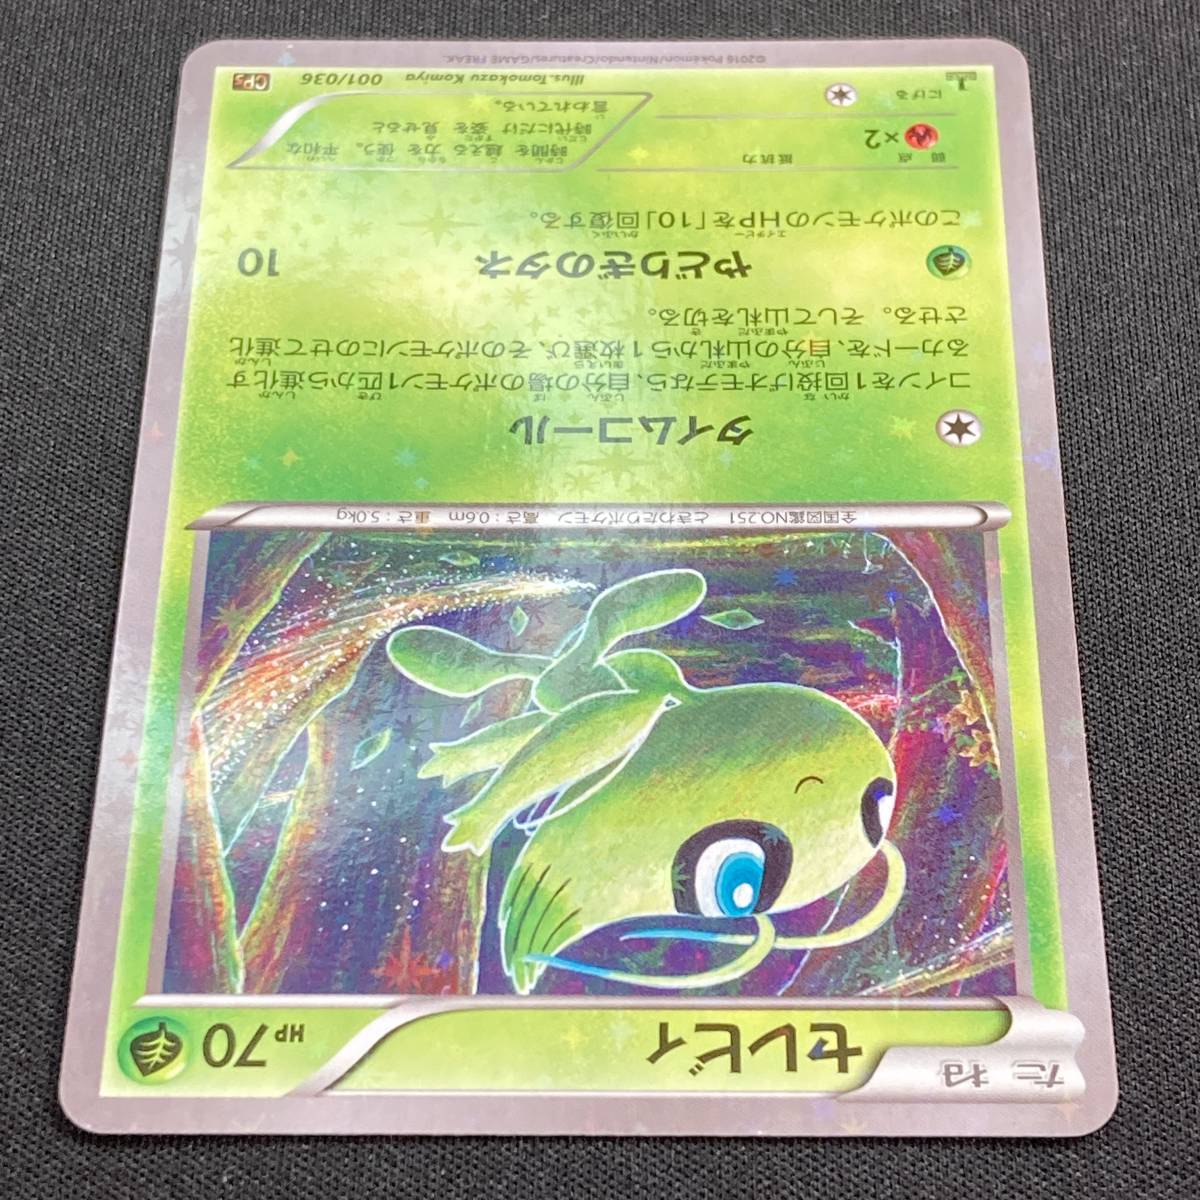 たね
セレビィ
HP70
全国図鑑NO.251 ときわたりポケモン 高さ:0.6m 重さ:5.0kg
タイムコール
コインを1回投げオモテなら、自分の場のポケモン1匹から進化す
るカードを、自分の山札から1枚選び、そのポケモンにのせて進化
させる。そして山札を切る。
やどりぎのタネ 10
このポケモンのHPを「10」回復する。
弱点 抵抗力
×2
にげる
時間を越える力を使う。平和な
時代にだけ姿を見せると
言われている。
illus.Tomokazu Komiya 001/036 CP5
©2016 Pokémon/Nintendo/Creatures/GAME FREAK.